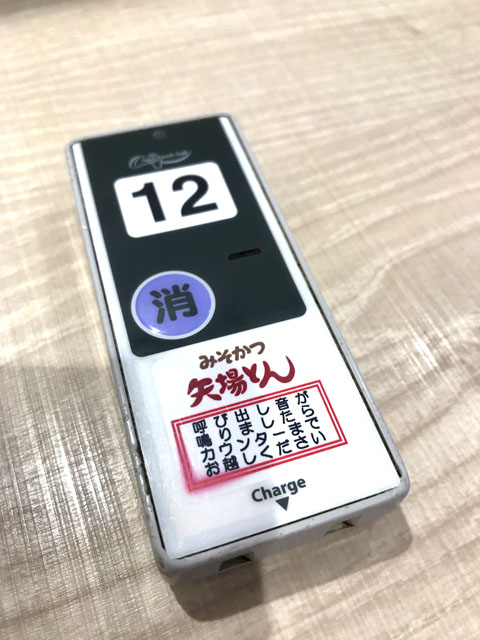 12
消
みそかつ
矢場とん
呼び出し音が
鳴りましたら
カウンターまで
お越しください
Charge